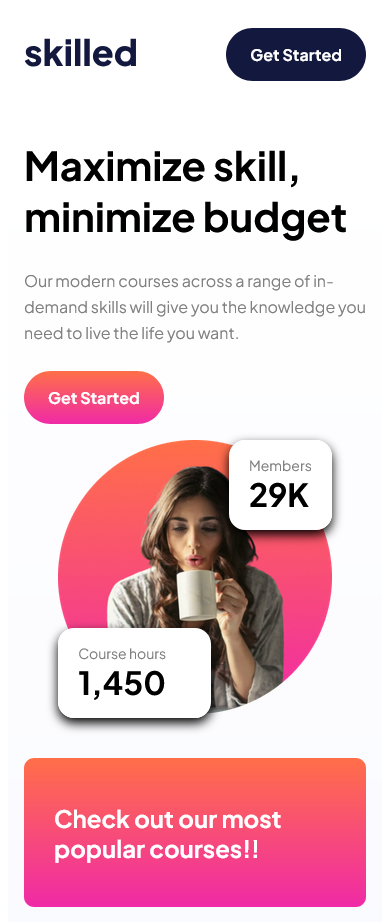 skilled
Get Started
Maximize skill,
minimize budget
Our modern courses across a range of in-
demand skills will give you the knowledge you
need to live the life you want.
Get Started
Members
29K
Course hours
1,450
Check out our most
popular courses!!